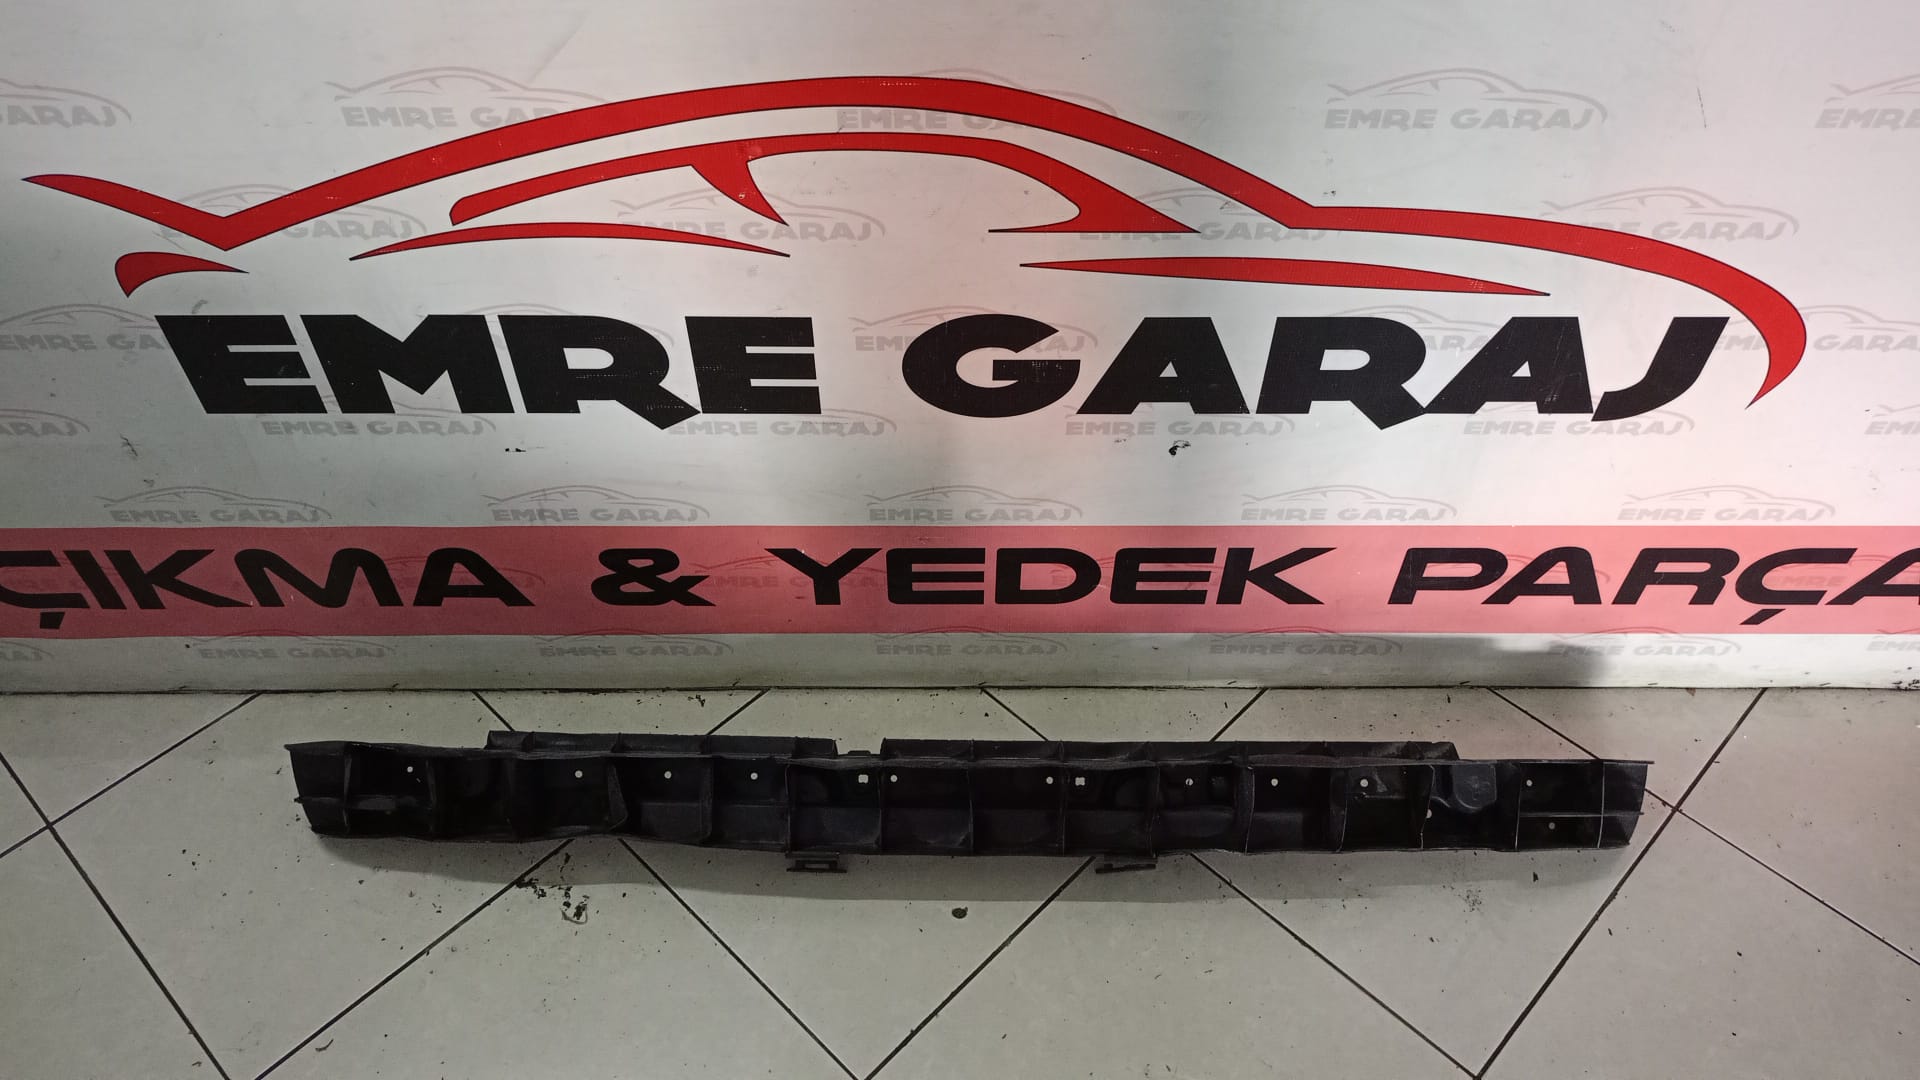 EMRE GARAJ
ÇIKMA & YEDEK PARÇA